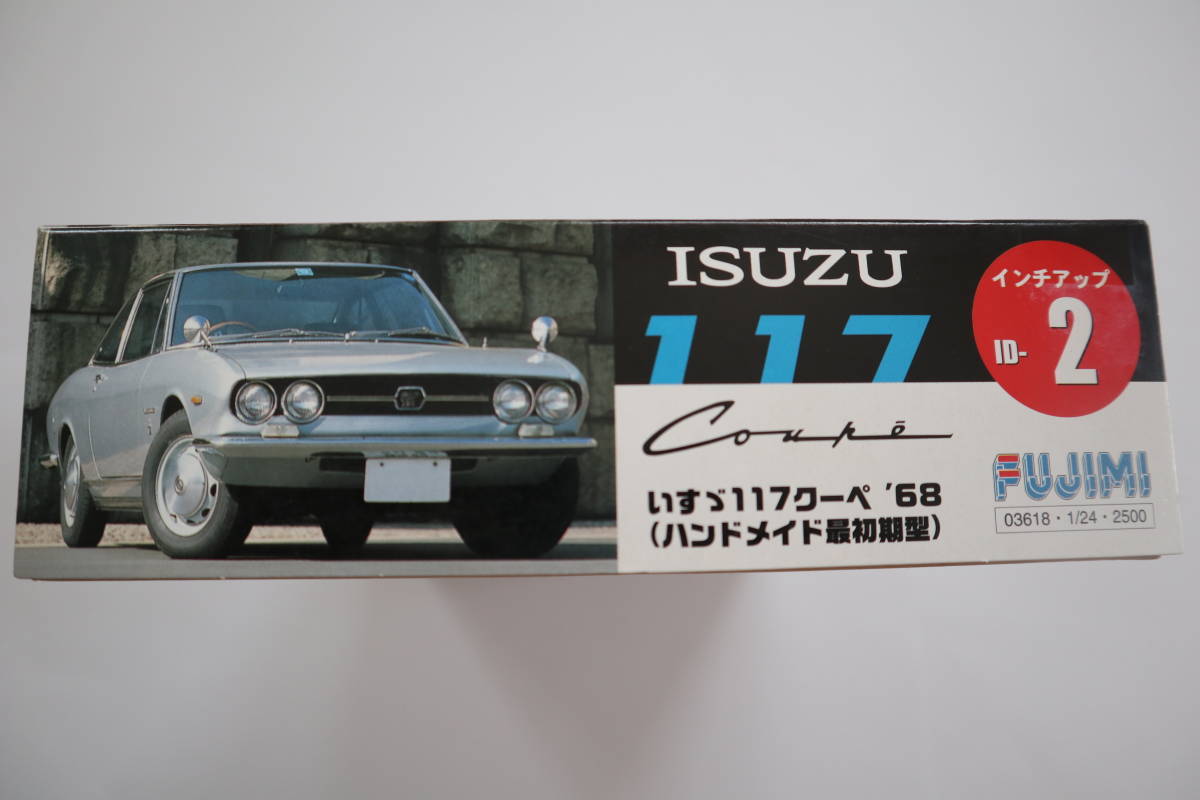 ISUZU
117
Coupé
いすゞ117クーペ '68
(ハンドメイド最初期型)
インチアップ
ID-2
FUJIMI
03618・1/24・2500